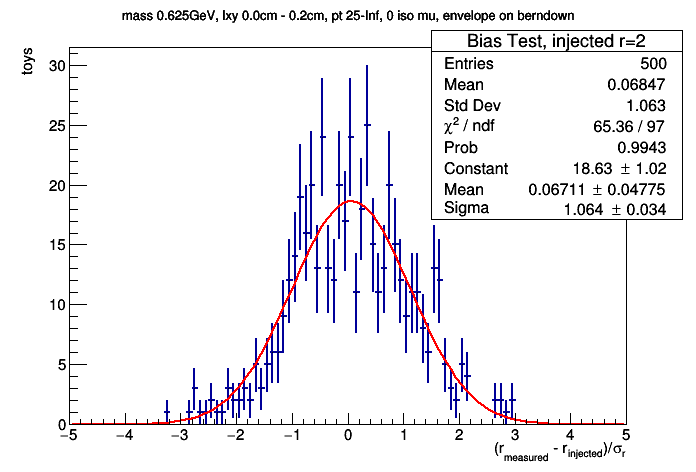 mass 0.625GeV, lxy 0.0cm - 0.2cm, pt 25-Inf, 0 iso mu, envelope on berndown
Bias Test, injected r=2
Entries 500
Mean 0.06847
Std Dev 1.063
χ² / ndf 65.36 / 97
Prob 0.9943
Constant 18.63 ± 1.02
Mean 0.06711 ± 0.04775
Sigma 1.064 ± 0.034
toys
30
25
20
15
10
5
0
−5 −4 −3 −2 −1 0 1 2 3 4 5
(r_measured - r_injected)/σ_r